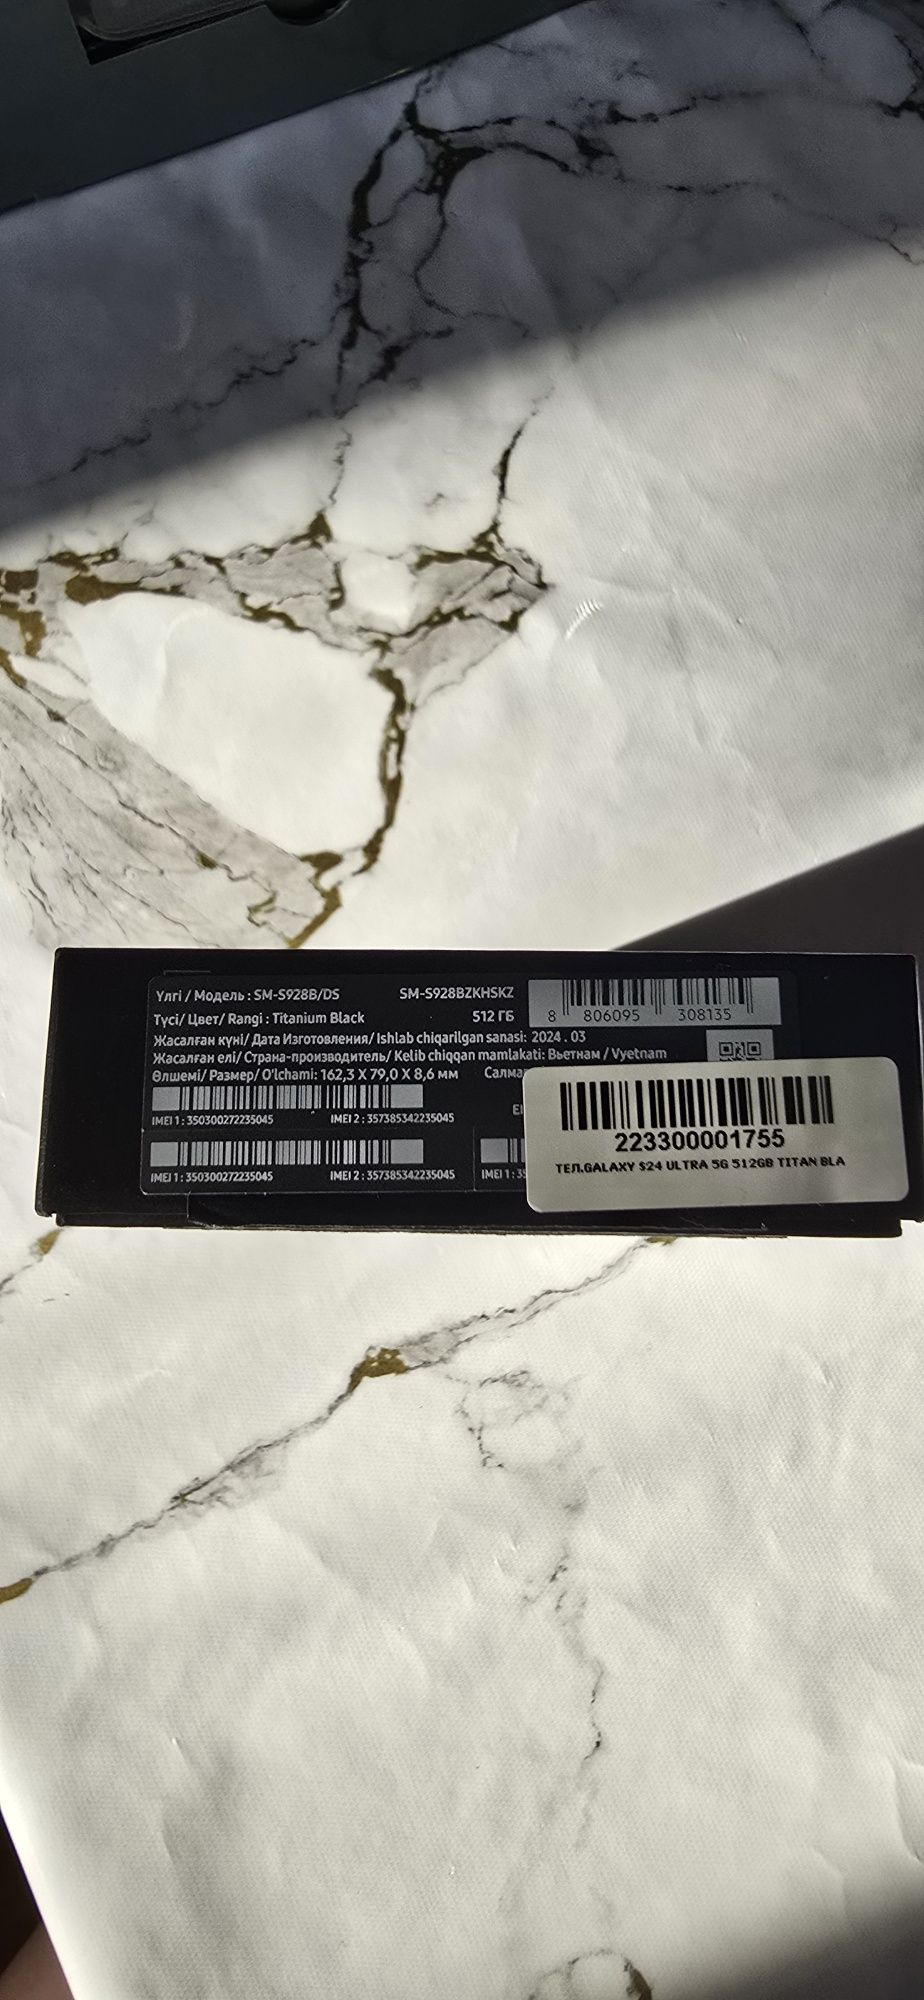 Үлгі / Модель : SM-S928B/DS SM-S928BZKHSKZ
Түсі/ Цвет/ Rangi : Titanium Black 512 ГБ
8 806095 308135
Жасалған күні/ Дата Изготовления/ Ishlab chiqarilgan sanasi: 2024 . 03
Жасалған елі/ Страна-производитель/ Kelib chiqqan mamlakati: Вьетнам / Vyetnam
Өлшемі/ Размер/ O'lchami: 162,3 X 79,0 X 8,6 мм
IMEI 1 : 350300272235045 IMEI 2 : 357385342235045
IMEI 1 : 350300272235045 IMEI 2 : 357385342235045
IMEI 1 : 35
223300001755
ТЕЛ.GALAXY S24 ULTRA 5G 512GB TITAN BLA